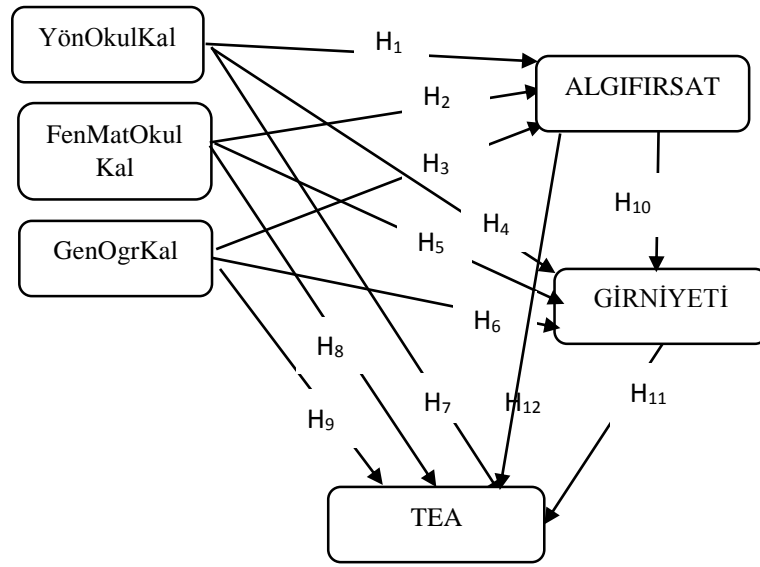 YönOkulKal
H1
ALGIFIRSAT
H2
FenMatOkul
Kal
H3
H10
H4
GenOgrKal
H5
GİRNİYETİ
H6
H8
H7
H12
H11
H9
TEA